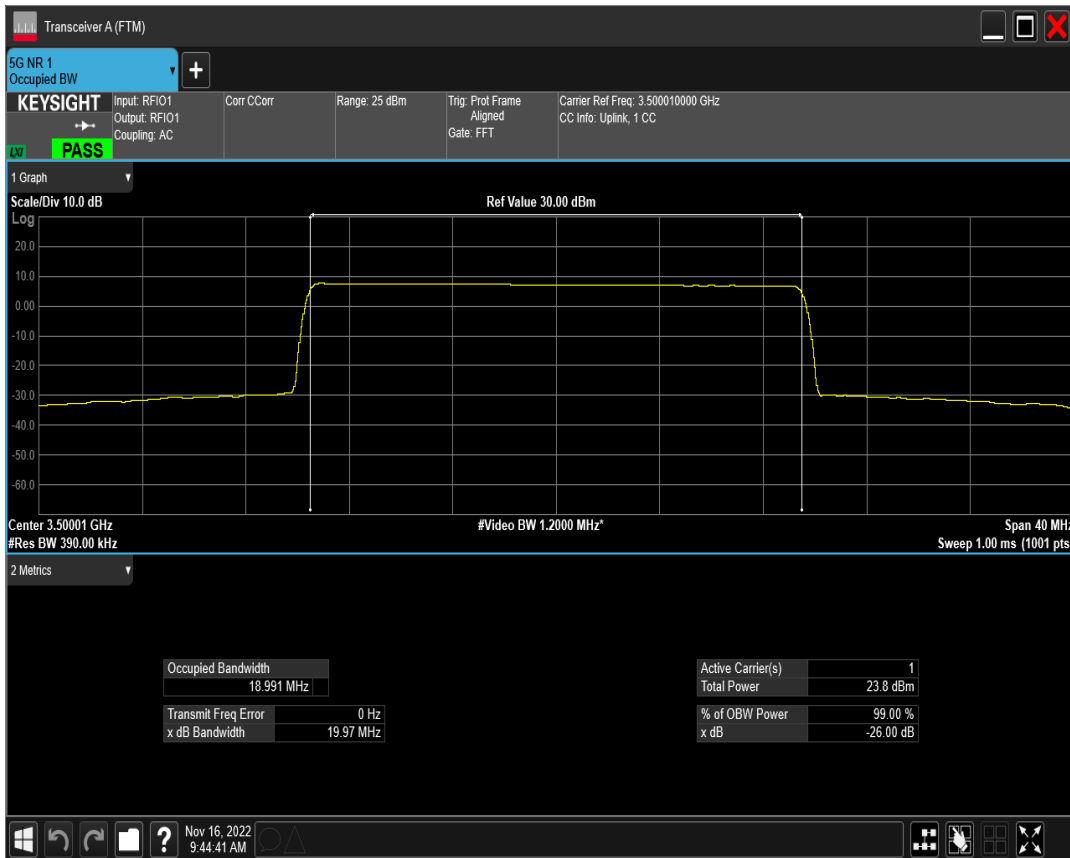 Transceiver A (FTM)
5G NR 1
Occupied BW
+
KEYSIGHT
LXI
PASS
Input: RFIO1
Output: RFIO1
Coupling: AC
Corr CCorr
Range: 25 dBm
Trig: Prot Frame
Aligned
Gate: FFT
Carrier Ref Freq: 3.500010000 GHz
CC Info: Uplink, 1 CC
1 Graph
Scale/Div 10.0 dB
Ref Value 30.00 dBm
Log
20.0
10.0
0.00
-10.0
-20.0
-30.0
-40.0
-50.0
-60.0
Center 3.50001 GHz
#Video BW 1.2000 MHz*
Span 40 MHz
#Res BW 390.00 kHz
Sweep 1.00 ms (1001 pts
2 Metrics
Occupied Bandwidth
18.991 MHz
Transmit Freq Error 0 Hz
x dB Bandwidth 19.97 MHz
Active Carrier(s) 1
Total Power 23.8 dBm
% of OBW Power 99.00 %
x dB -26.00 dB
?
Nov 16, 2022
9:44:41 AM